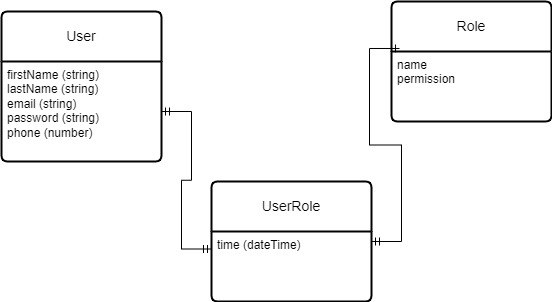 User
firstName (string)
lastName (string)
email (string)
password (string)
phone (number)
Role
name
permission
UserRole
time (dateTime)